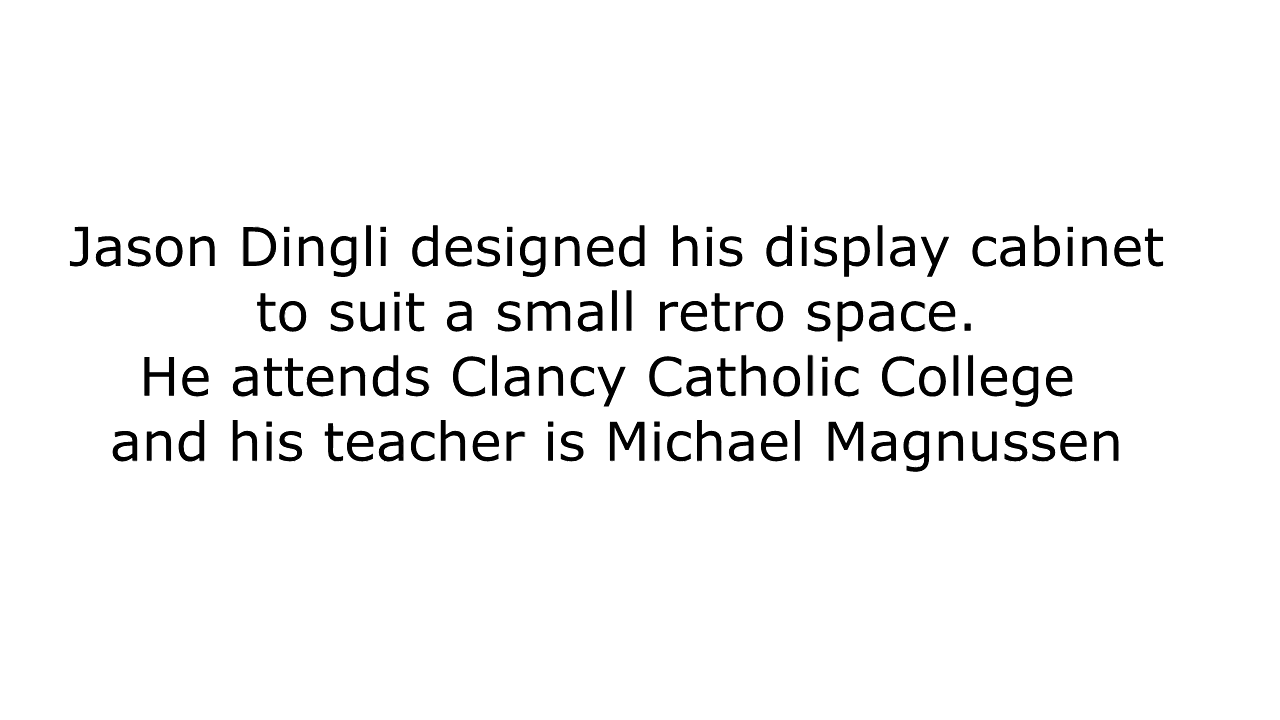 Jason Dingli designed his display cabinet
to suit a small retro space.
He attends Clancy Catholic College
and his teacher is Michael Magnussen